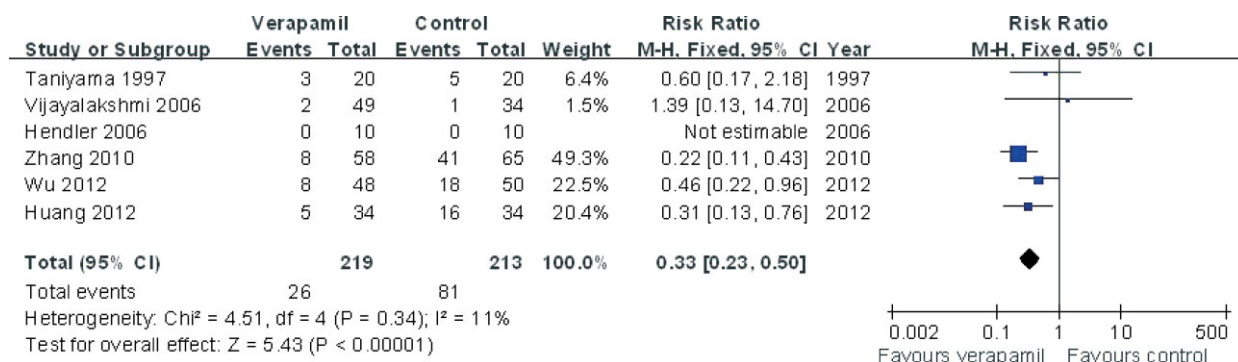 Verapamil Control Risk Ratio Risk Ratio
Study or Subgroup Events Total Events Total Weight M-H, Fixed, 95% CI Year M-H, Fixed, 95% CI
Taniyama 1997 3 20 5 20 6.4% 0.60 [0.17, 2.18] 1997
Vijayalakshmi 2006 2 49 1 34 1.5% 1.39 [0.13, 14.70] 2006
Hendler 2006 0 10 0 10 Not estimable 2006
Zhang 2010 8 58 41 65 49.3% 0.22 [0.11, 0.43] 2010
Wu 2012 8 48 18 50 22.5% 0.46 [0.22, 0.96] 2012
Huang 2012 5 34 16 34 20.4% 0.31 [0.13, 0.76] 2012
Total (95% CI) 219 213 100.0% 0.33 [0.23, 0.50]
Total events 26 81
Heterogeneity: Chi² = 4.51, df = 4 (P = 0.34); I² = 11%
Test for overall effect: Z = 5.43 (P < 0.00001)
0.002 0.1 1 10 500
Favours verapamil Favours control